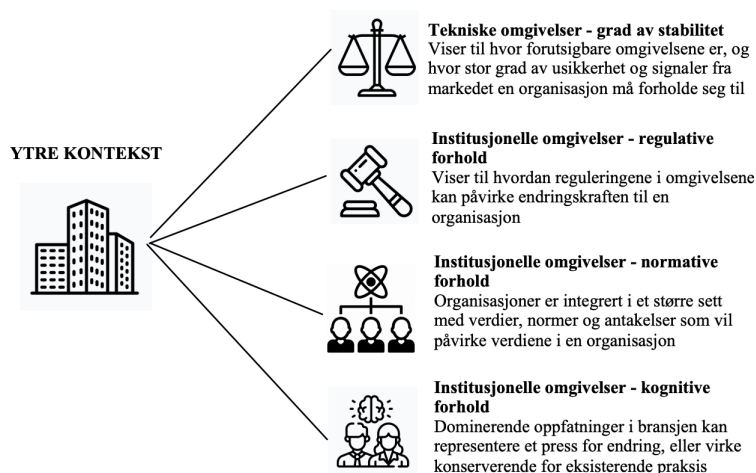 YTRE KONTEKST
Tekniske omgivelser - grad av stabilitet
Viser til hvor forutsigbare omgivelsene er, og
hvor stor grad av usikkerhet og signaler fra
markedet en organisasjon må forholde seg til
Institusjonelle omgivelser - regulative
forhold
Viser til hvordan reguleringene i omgivelsene
kan påvirke endringskraften til en
organisasjon
Institusjonelle omgivelser - normative
forhold
Organisasjoner er integrert i et større sett
med verdier, normer og antakelser som vil
påvirke verdiene i en organisasjon
Institusjonelle omgivelser - kognitive
forhold
Dominerende oppfatninger i bransjen kan
representere et press for endring, eller virke
konserverende for eksisterende praksis